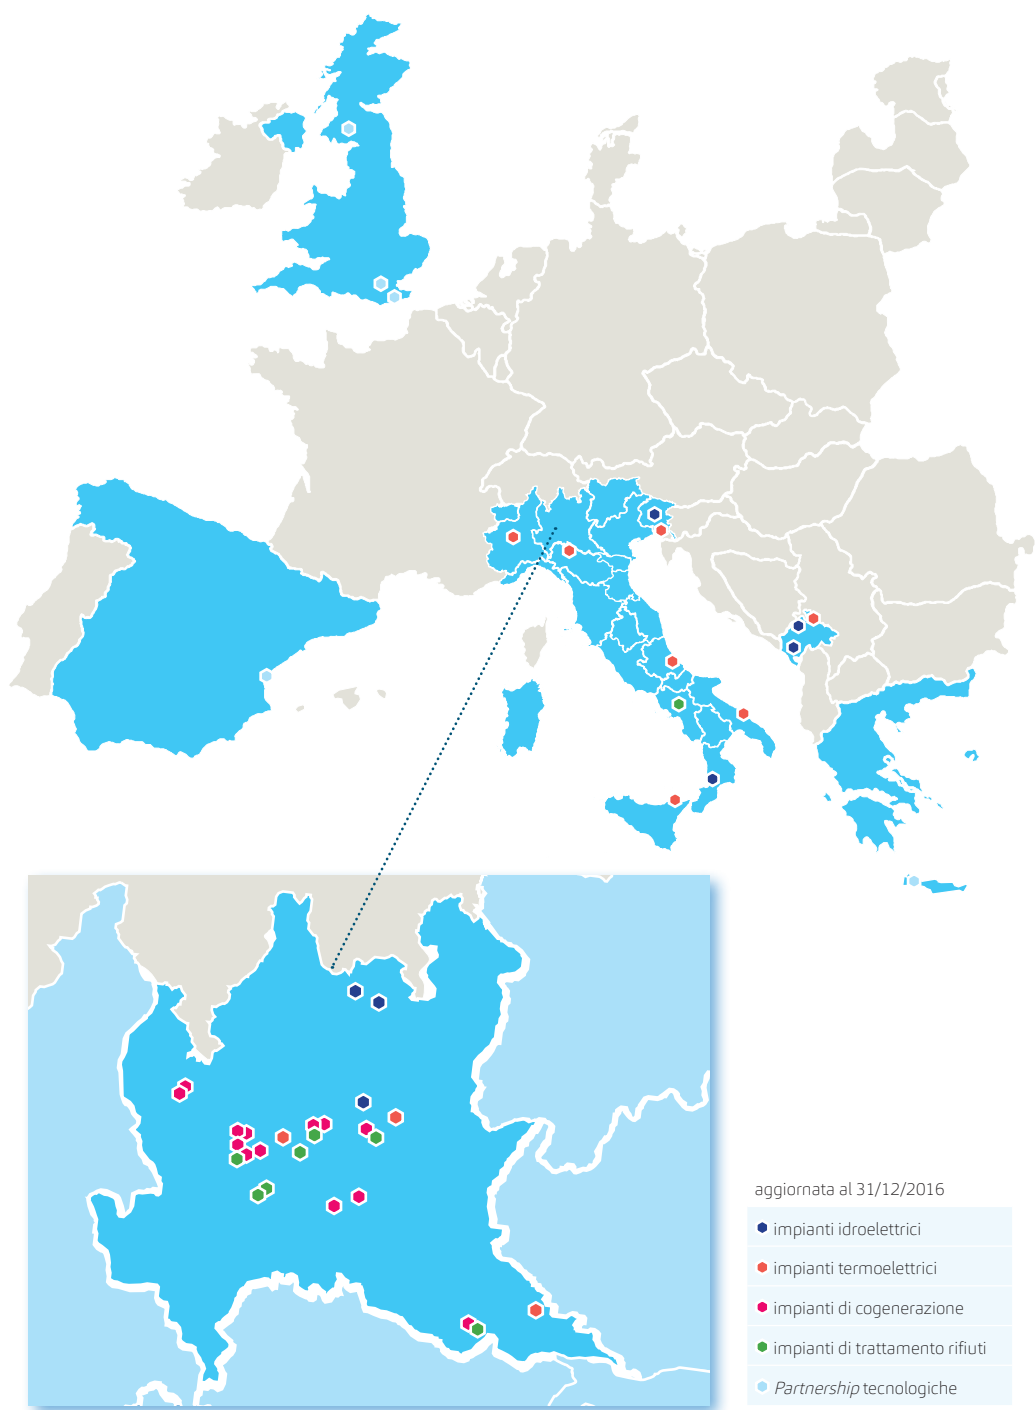 aggiornata al 31/12/2016
impianti idroelettrici
impianti termoelettrici
impianti di cogenerazione
impianti di trattamento rifiuti
Partnership tecnologiche